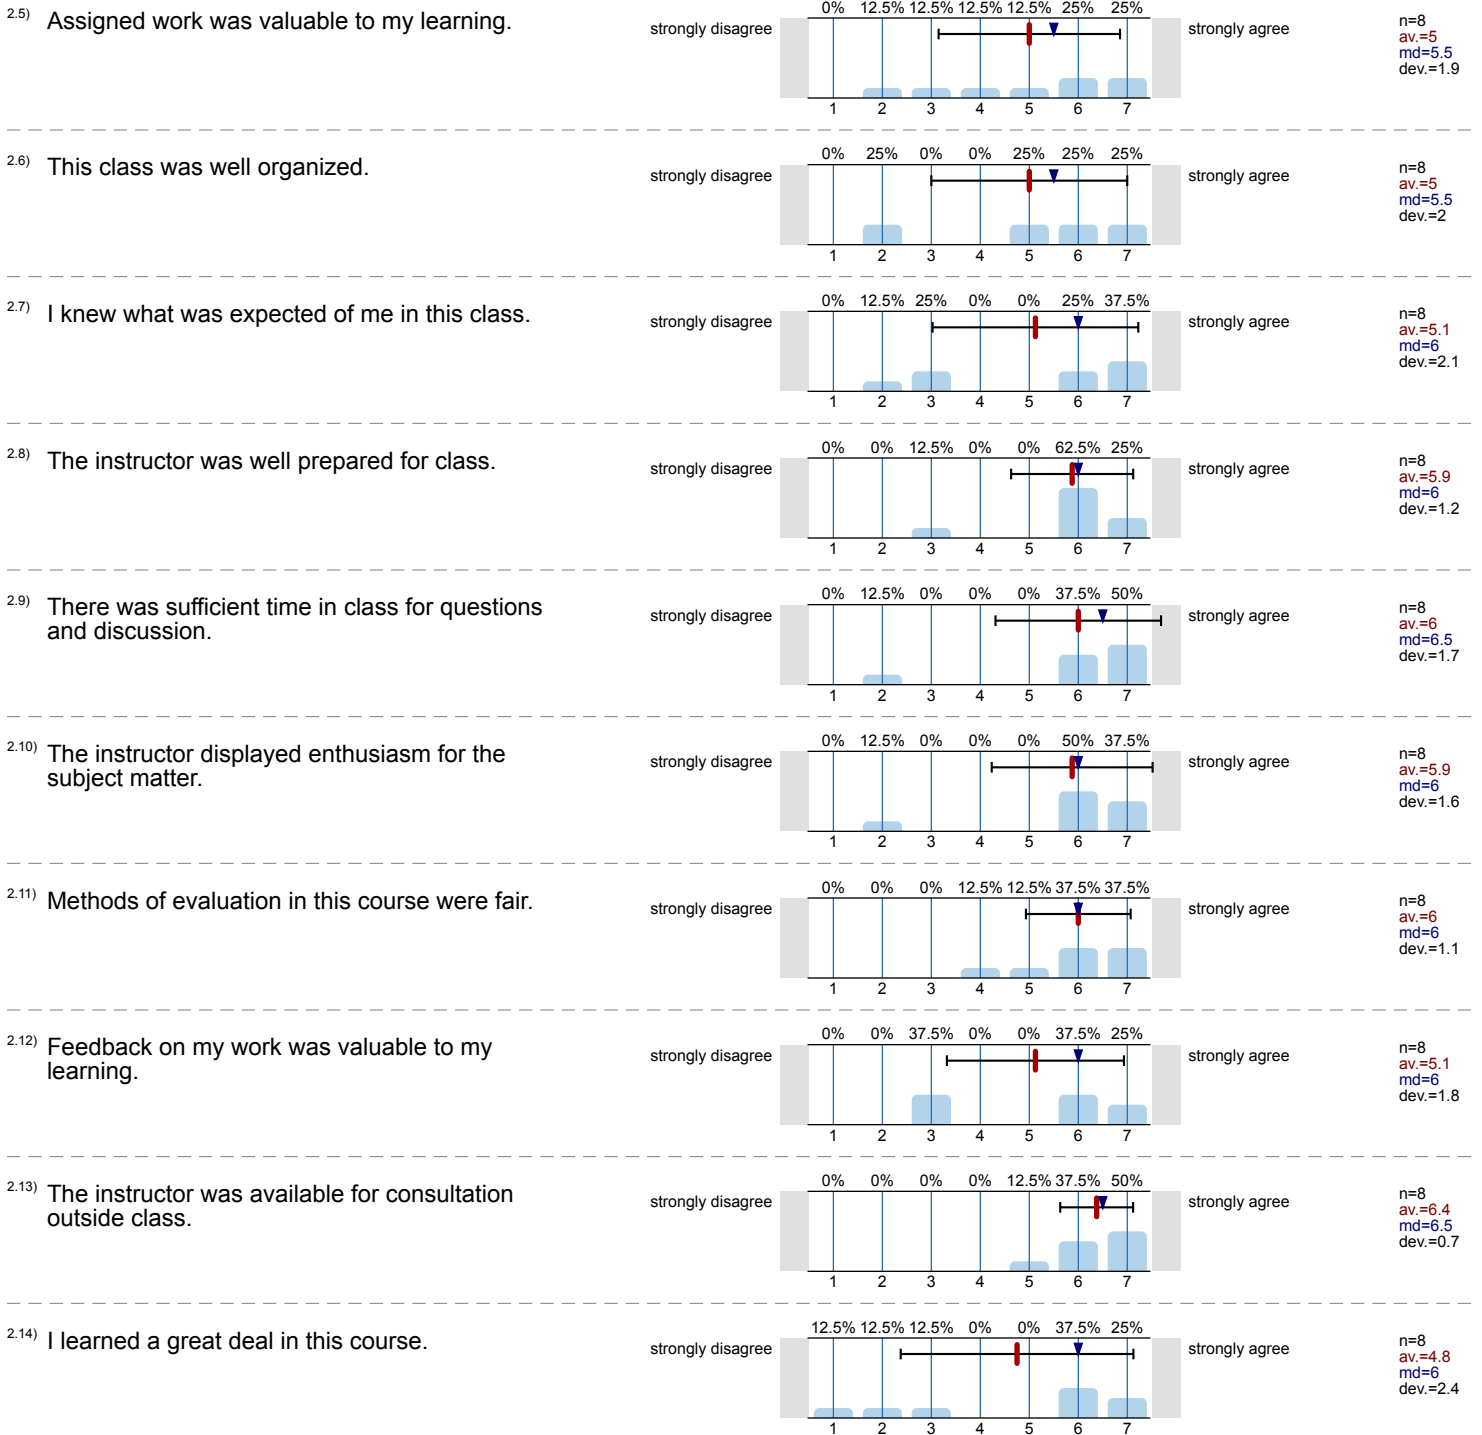 2.5) Assigned work was valuable to my learning.
strongly disagree
0% 12.5% 12.5% 12.5% 12.5% 25% 25%
1 2 3 4 5 6 7
strongly agree
n=8
av.=5
md=5.5
dev.=1.9
2.6) This class was well organized.
strongly disagree
0% 25% 0% 0% 25% 25% 25%
1 2 3 4 5 6 7
strongly agree
n=8
av.=5
md=5.5
dev.=2
2.7) I knew what was expected of me in this class.
strongly disagree
0% 12.5% 25% 0% 0% 25% 37.5%
1 2 3 4 5 6 7
strongly agree
n=8
av.=5.1
md=6
dev.=2.1
2.8) The instructor was well prepared for class.
strongly disagree
0% 0% 12.5% 0% 0% 62.5% 25%
1 2 3 4 5 6 7
strongly agree
n=8
av.=5.9
md=6
dev.=1.2
2.9) There was sufficient time in class for questions
and discussion.
strongly disagree
0% 12.5% 0% 0% 0% 37.5% 50%
1 2 3 4 5 6 7
strongly agree
n=8
av.=6
md=6.5
dev.=1.7
2.10) The instructor displayed enthusiasm for the
subject matter.
strongly disagree
0% 12.5% 0% 0% 0% 50% 37.5%
1 2 3 4 5 6 7
strongly agree
n=8
av.=5.9
md=6
dev.=1.6
2.11) Methods of evaluation in this course were fair.
strongly disagree
0% 0% 0% 12.5% 12.5% 37.5% 37.5%
1 2 3 4 5 6 7
strongly agree
n=8
av.=6
md=6
dev.=1.1
2.12) Feedback on my work was valuable to my
learning.
strongly disagree
0% 0% 37.5% 0% 0% 37.5% 25%
1 2 3 4 5 6 7
strongly agree
n=8
av.=5.1
md=6
dev.=1.8
2.13) The instructor was available for consultation
outside class.
strongly disagree
0% 0% 0% 0% 12.5% 37.5% 50%
1 2 3 4 5 6 7
strongly agree
n=8
av.=6.4
md=6.5
dev.=0.7
2.14) I learned a great deal in this course.
strongly disagree
12.5% 12.5% 12.5% 0% 0% 37.5% 25%
1 2 3 4 5 6 7
strongly agree
n=8
av.=4.8
md=6
dev.=2.4